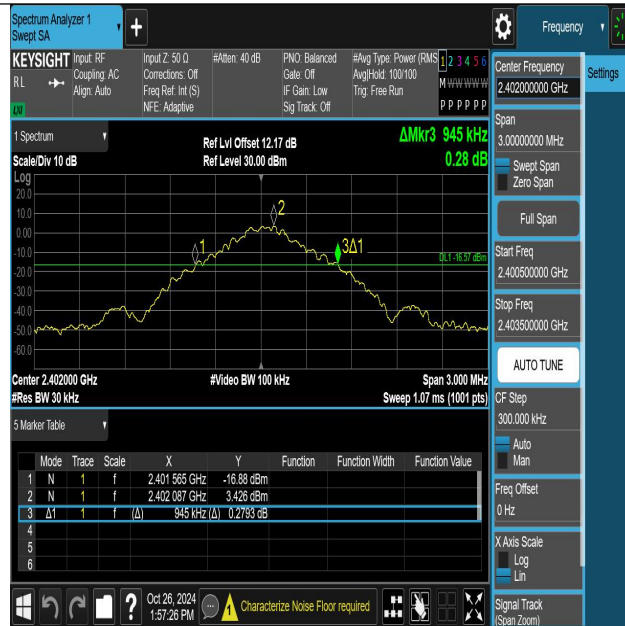 Spectrum Analyzer 1
Swept SA
Frequency
KEYSIGHT
RL
LXI
Input: RF
Coupling: AC
Align: Auto
Input Z: 50 Ω
Corrections: Off
Freq Ref: Int (S)
NFE: Adaptive
#Atten: 40 dB
PNO: Balanced
Gate: Off
IF Gain: Low
Sig Track: Off
#Avg Type: Power (RMS
Avg|Hold: 100/100
Trig: Free Run
1 2 3 4 5 6
M W W W W W
P P P P P P
1 Spectrum
Scale/Div 10 dB
Ref Lvl Offset 12.17 dB
Ref Level 30.00 dBm
ΔMkr3 945 kHz
0.28 dB
Log
20.0
10.0
0.00
-10.0
-20.0
-30.0
-40.0
-50.0
-60.0
1
2
3Δ1
DL1 -16.57 dBm
Center 2.402000 GHz
#Video BW 100 kHz
Span 3.000 MHz
#Res BW 30 kHz
Sweep 1.07 ms (1001 pts)
5 Marker Table
Mode Trace Scale X Y Function Function Width Function Value
1 N 1 f 2.401 565 GHz -16.88 dBm
2 N 1 f 2.402 087 GHz 3.426 dBm
3 Δ1 1 f (Δ) 945 kHz (Δ) 0.2793 dB
4
5
6
Oct 26, 2024
1:57:26 PM
?
1
Characterize Noise Floor required
Settings
Center Frequency
2.402000000 GHz
Span
3.00000000 MHz
Swept Span
Zero Span
Full Span
Start Freq
2.400500000 GHz
Stop Freq
2.403500000 GHz
AUTO TUNE
CF Step
300.000 kHz
Auto
Man
Freq Offset
0 Hz
X Axis Scale
Log
Lin
Signal Track
(Span Zoom)